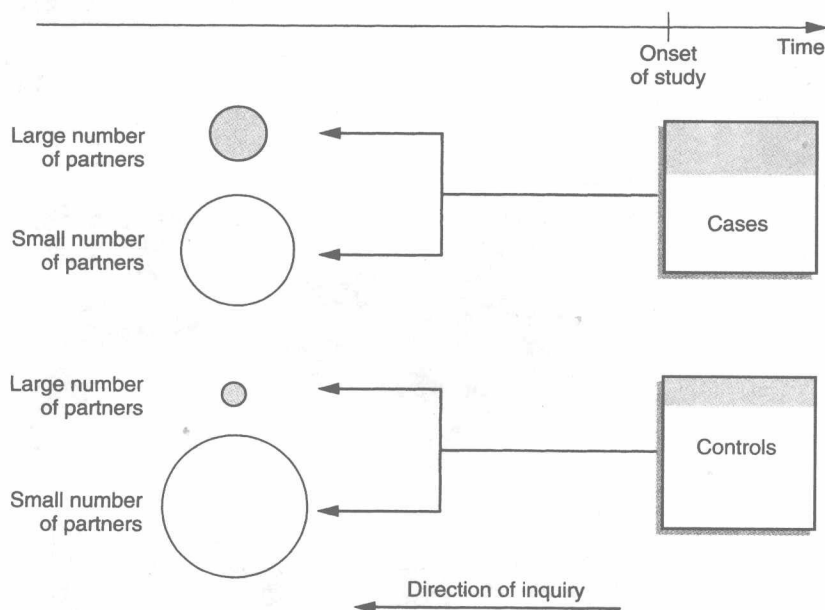 Time
Onset
of study
Large number
of partners
Small number
of partners
Cases
Large number
of partners
Small number
of partners
Controls
Direction of inquiry